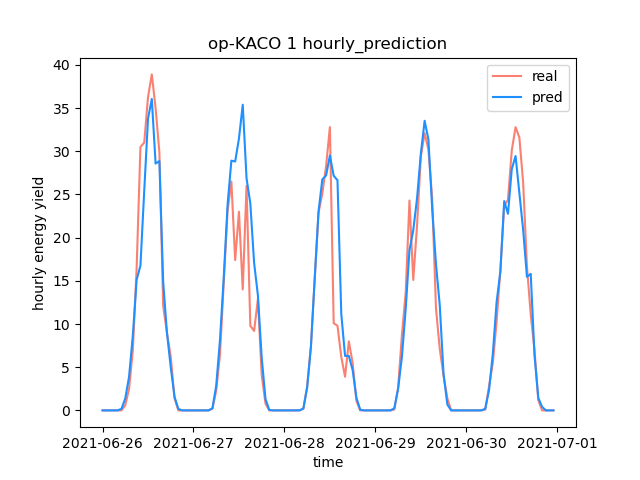 op-KACO 1 hourly_prediction
real
pred
hourly energy yield
40
35
30
25
20
15
10
5
0
2021-06-26 2021-06-27 2021-06-28 2021-06-29 2021-06-30 2021-07-01
time